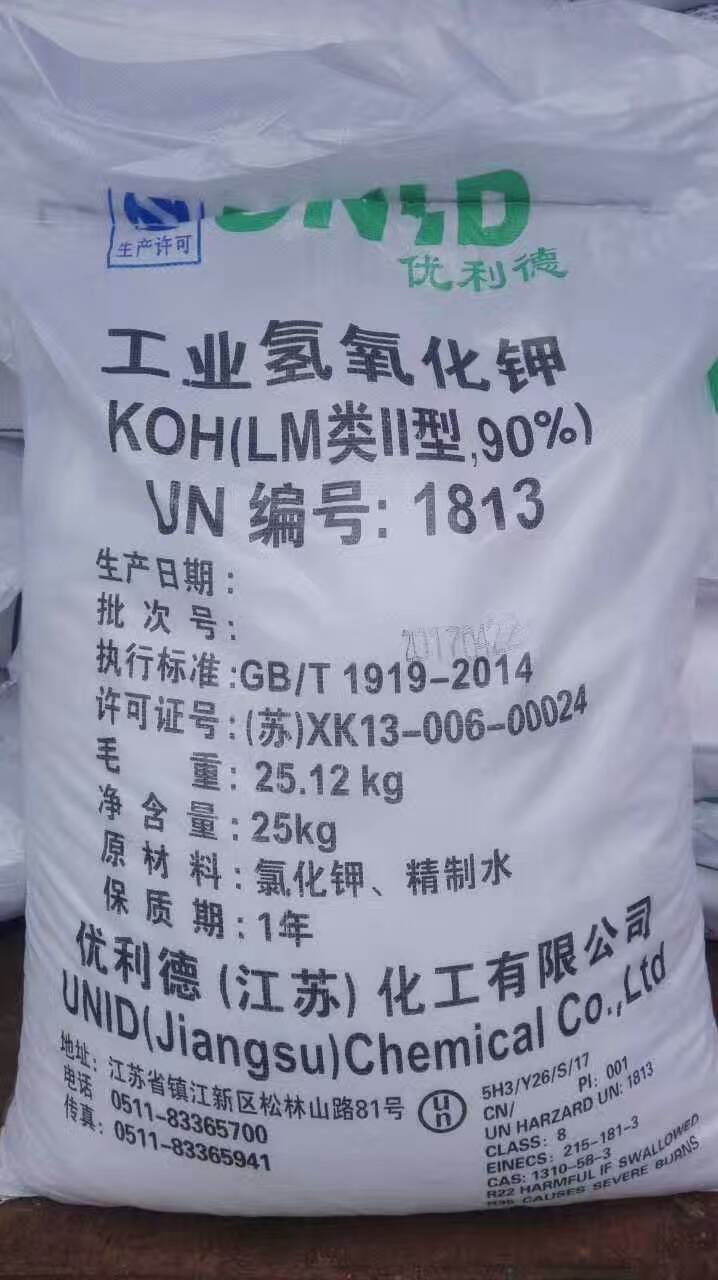 生产许可
UNID
优利德
工业氢氧化钾
KOH(LM类II型,90%)
UN 编号: 1813
生产日期:
批次号:
20170422
执行标准:GB/T 1919-2014
许可证号:(苏)XK13-006-00024
毛 重:25.12 kg
净含量:25kg
原材料:氯化钾、精制水
保质期:1年
优利德(江苏)化工有限公司
UNID(Jiangsu)Chemical Co.,Ltd
地址:江苏省镇江新区松林山路81号
电话 0511-83365700
传真:0511-83365941
un
5H3/Y26/S/17
CN/ PI: 001
UN HARZARD UN: 1813
CLASS: 8
EINECS: 215-181-3
CAS: 1310-58-3
R22 HARMFUL IF SWALLOWED
R35 CAUSES SEVERE BURNS